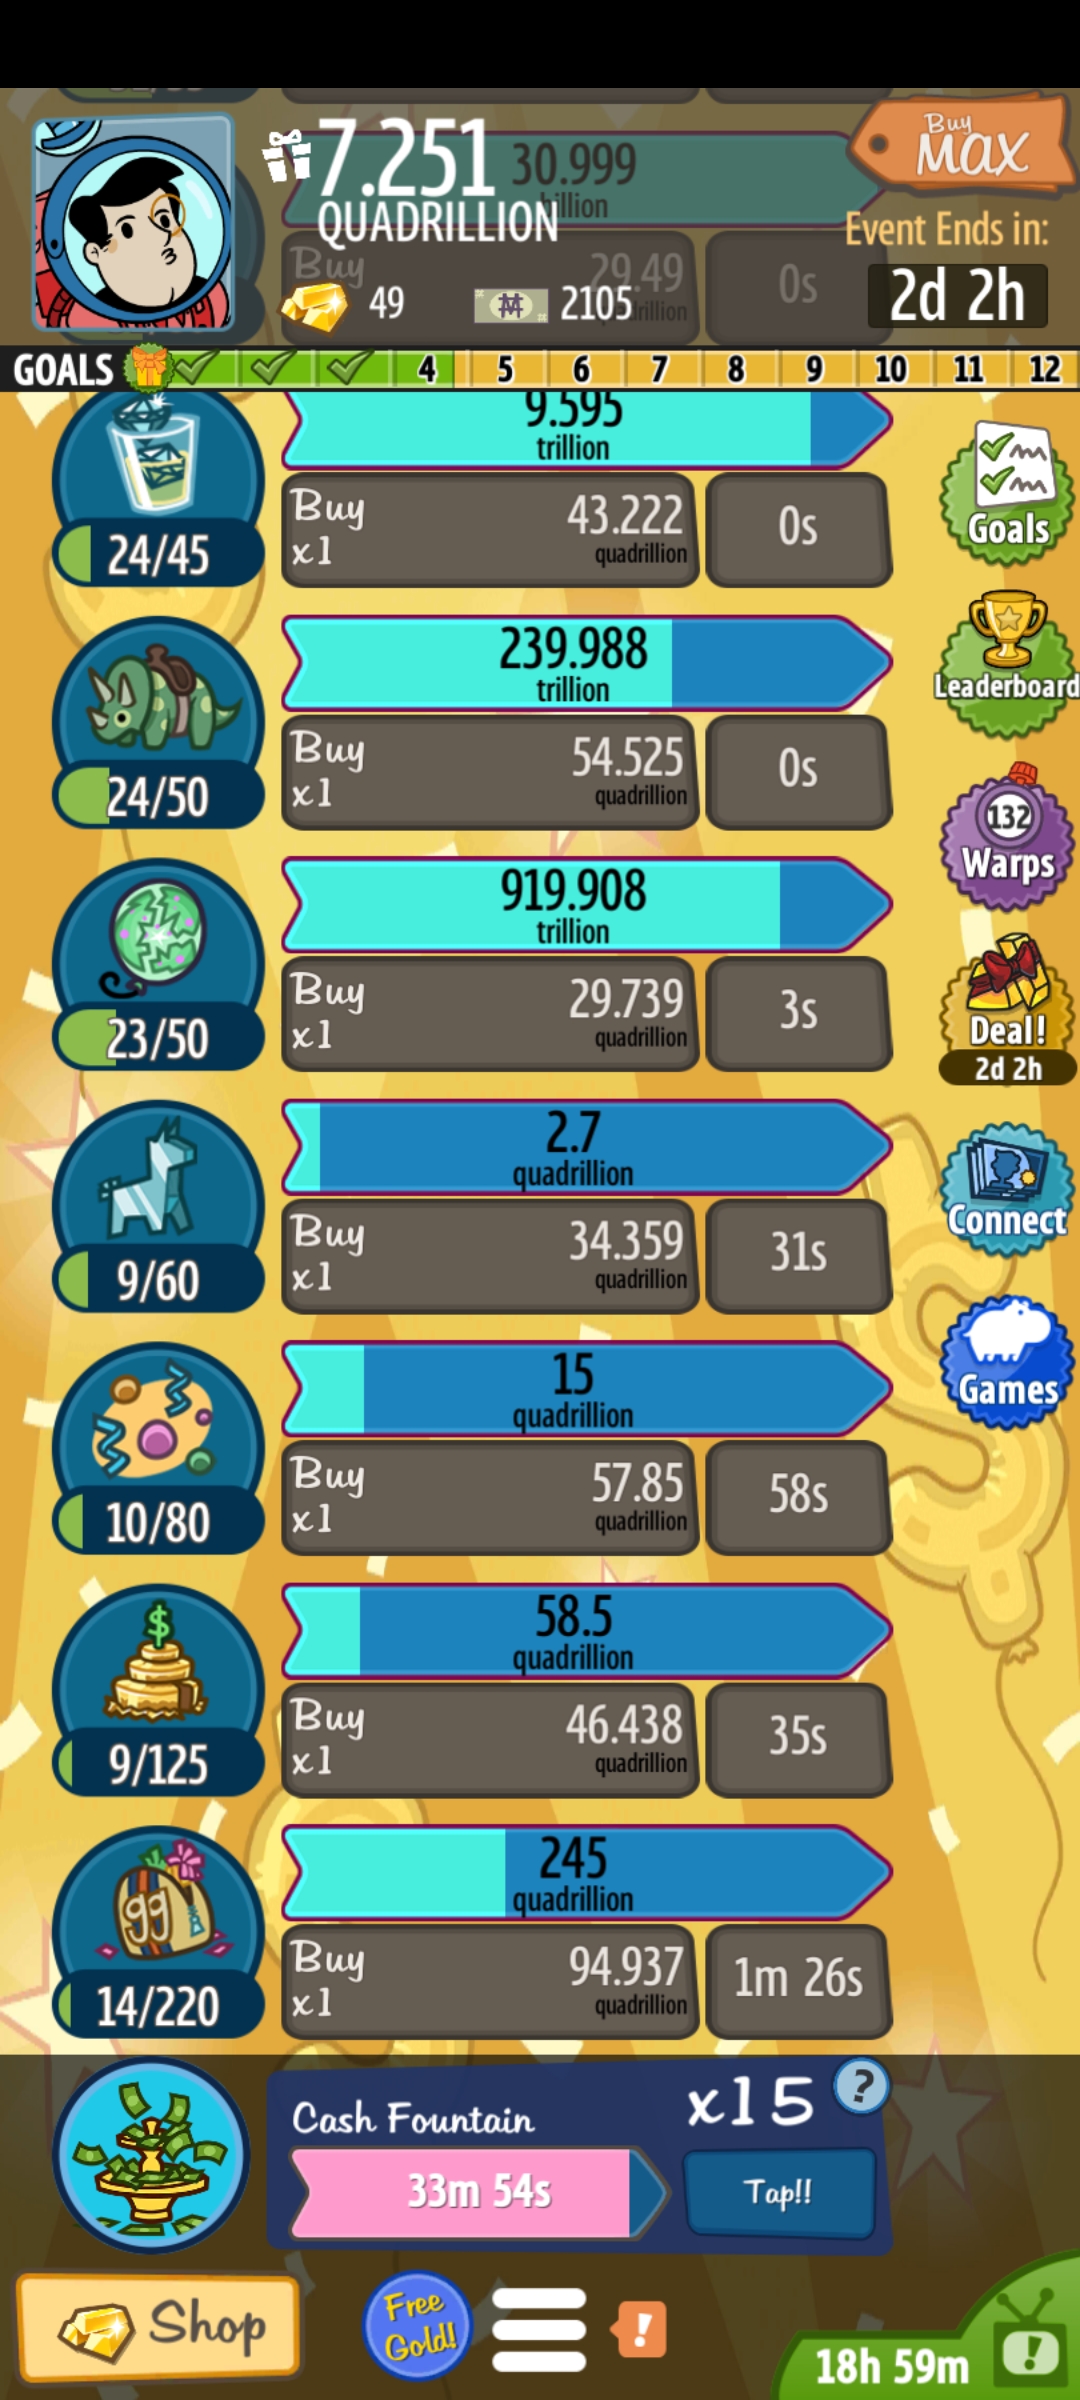 7.251
QUADRILLION
30.999
Buy
MAX
Event Ends in:
2d 2h
Buy
29.49
0s
49
2105
GOALS
4 5 6 7 8 9 10 11 12
9.595
trillion
Buy
x1
43.222
quadrillion
0s
24/45
Goals
239.988
trillion
Buy
x1
54.525
quadrillion
0s
24/50
Leaderboard
919.908
trillion
Buy
x1
29.739
quadrillion
3s
23/50
132
Warps
Deal!
2d 2h
2.7
quadrillion
Buy
x1
34.359
quadrillion
31s
9/60
Connect
15
quadrillion
Buy
x1
57.85
quadrillion
58s
10/80
Games
58.5
quadrillion
Buy
x1
46.438
quadrillion
35s
$
9/125
245
quadrillion
Buy
x1
94.937
quadrillion
1m 26s
99
14/220
Cash Fountain
x15
?
33m 54s
Tap!!
Shop
Free
Gold!
!
18h 59m
!